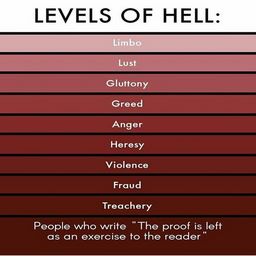 LEVELS OF HELL:
Limbo
Lust
Gluttony
Greed
Anger
Heresy
Violence
Fraud
Treachery
People who write "The proof is left
as an exercise to the reader"